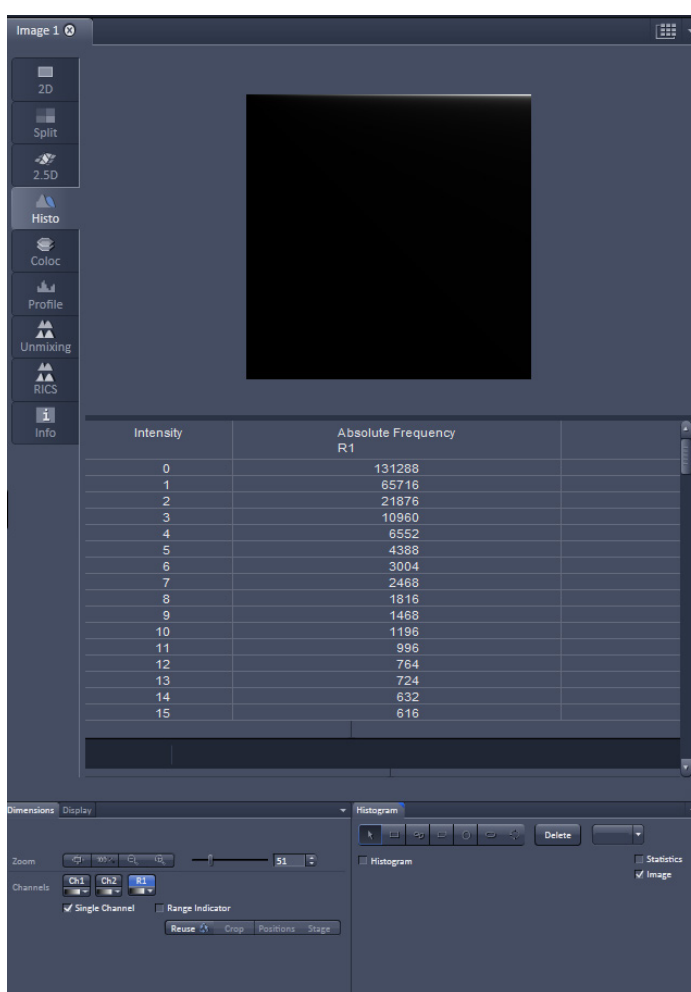 Image 1
2D
Split
2.5D
Histo
Coloc
Profile
Unmixing
RICS
Info
Intensity Absolute Frequency
R1
0 131288
1 65716
2 21876
3 10960
4 6552
5 4388
6 3004
7 2468
8 1816
9 1468
10 1196
11 996
12 764
13 724
14 632
15 616
Dimensions Display
Histogram
Delete
Zoom 51
Histogram Statistics
Image
Channels Ch1 Ch2 R1
Single Channel Range Indicator
Reuse Crop Positions Stage